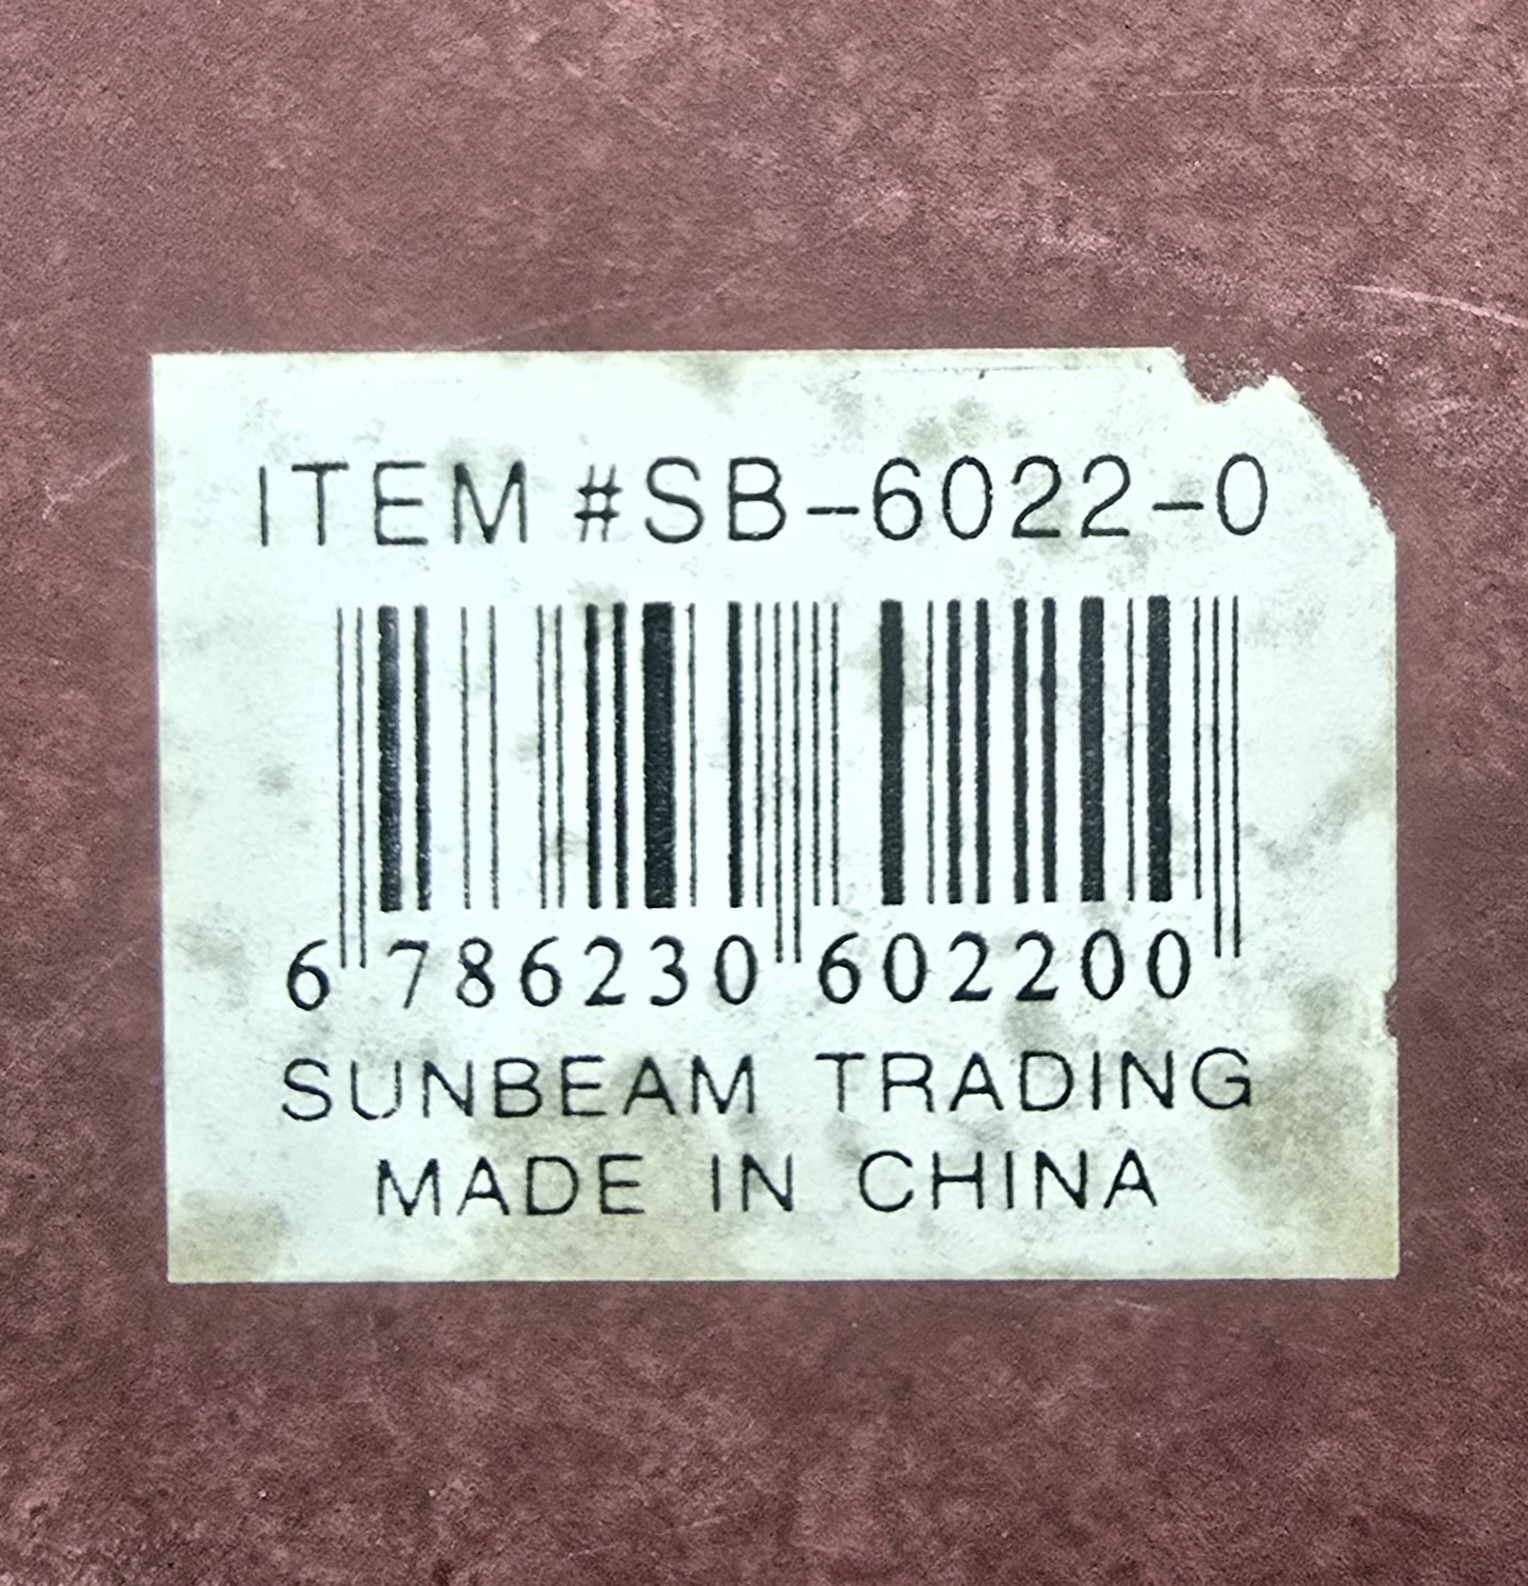 ITEM #SB-6022-0
6 786230 602200
SUNBEAM TRADING
MADE IN CHINA